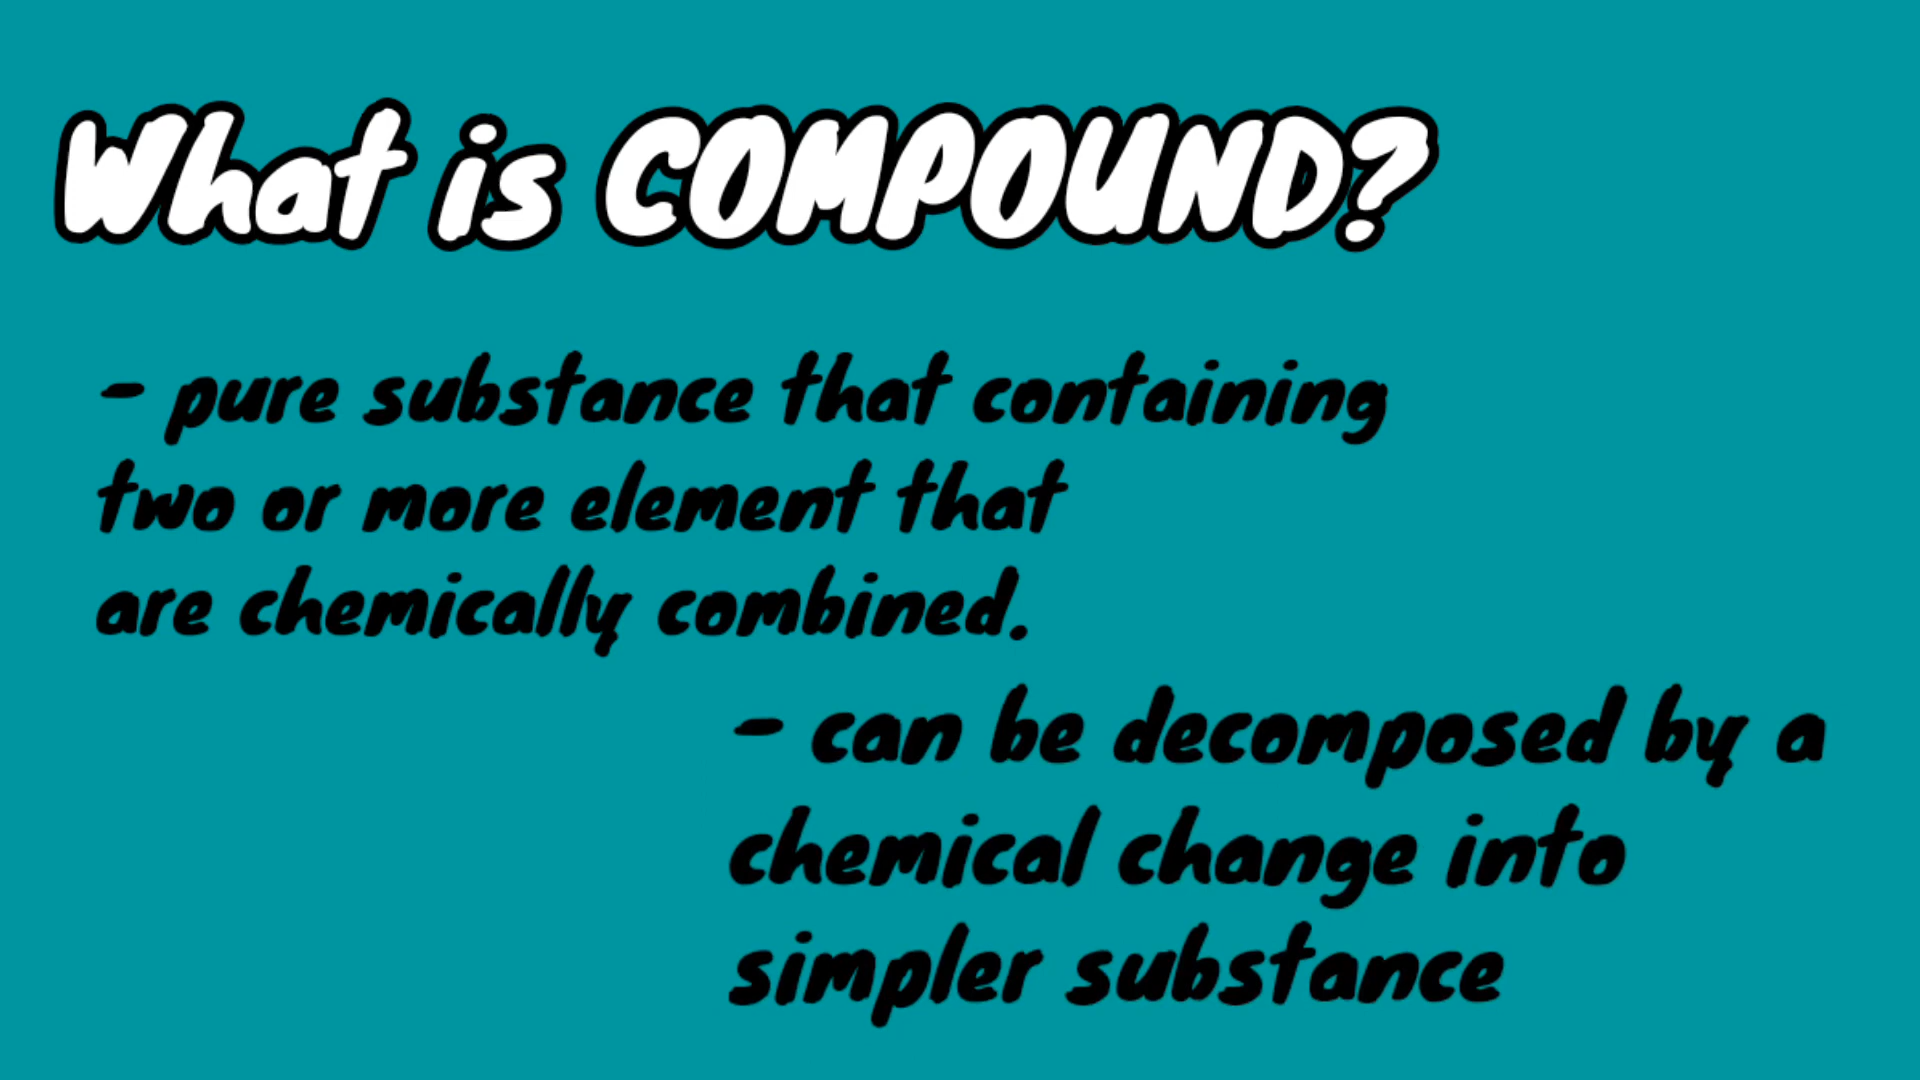 What is COMPOUND?
- pure substance that containing
two or more element that
are chemically combined.
- can be decomposed by a
chemical change into
simpler substance